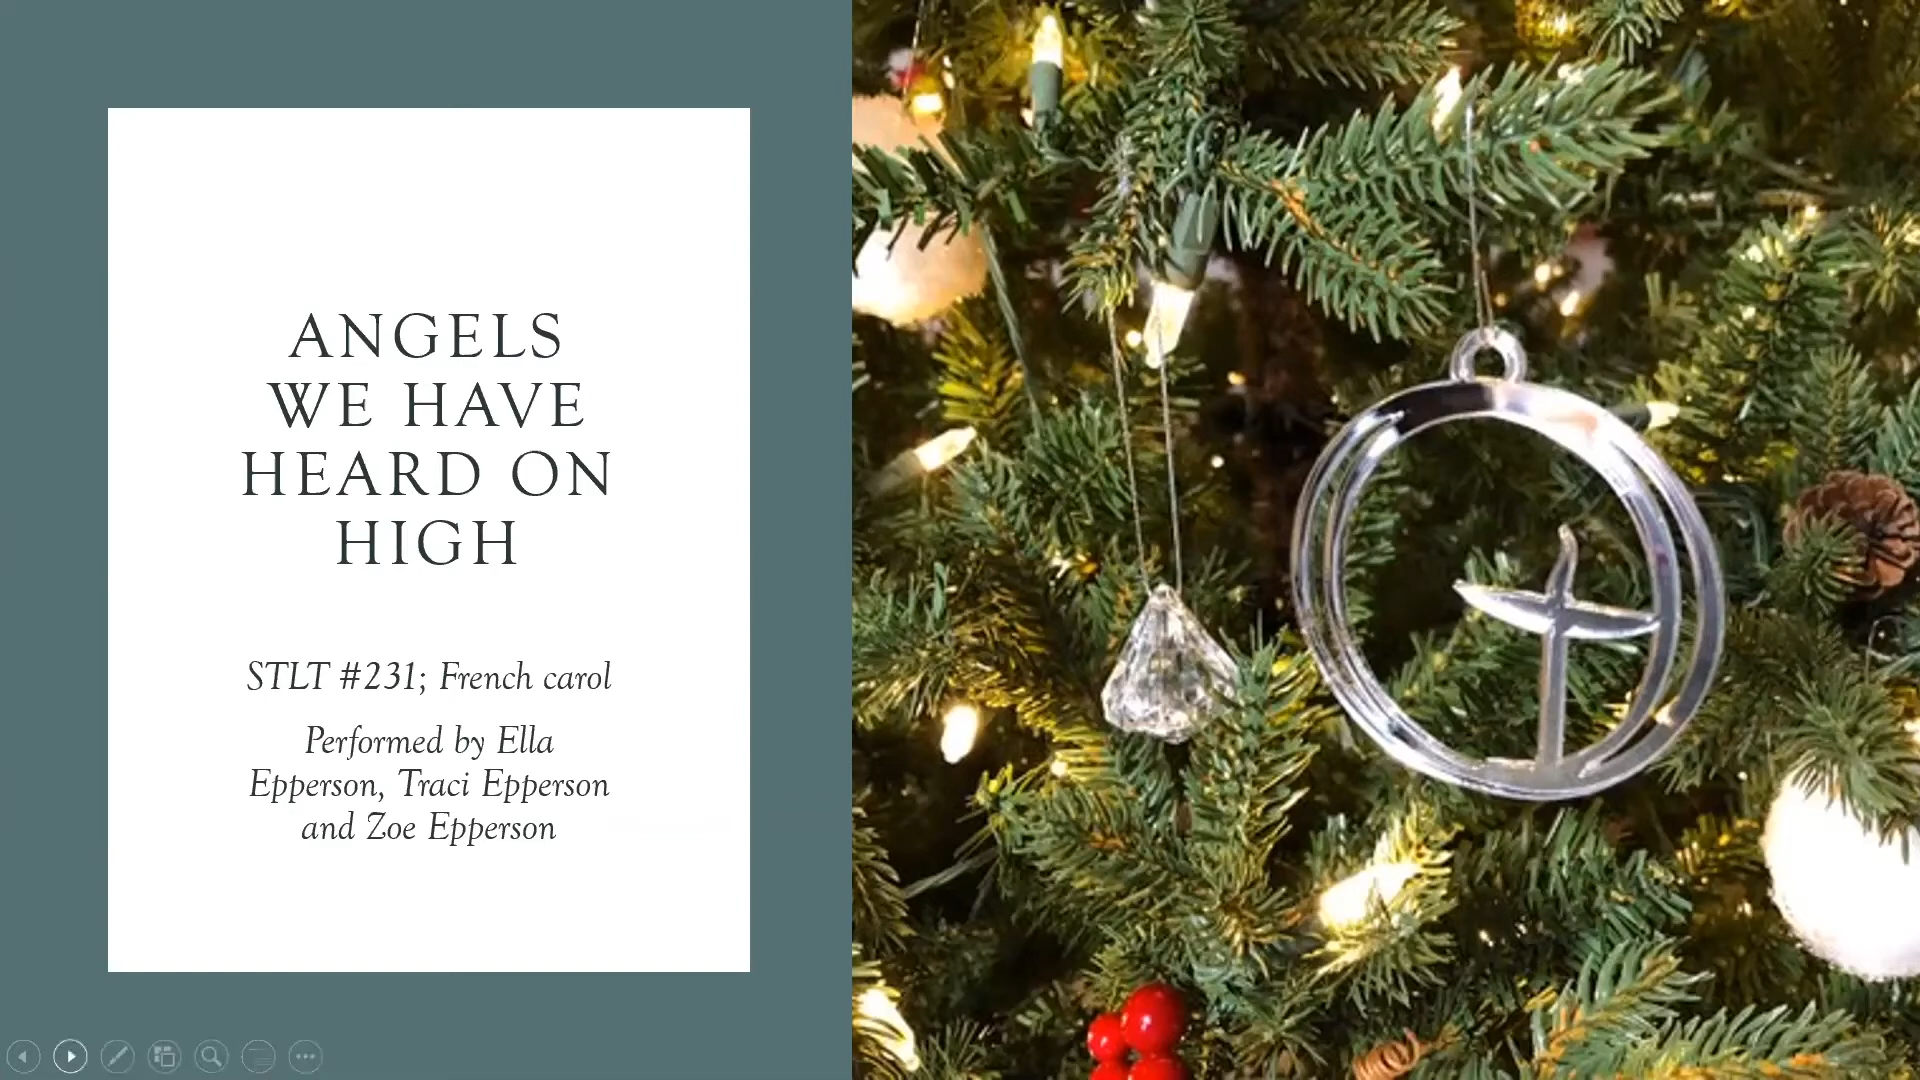 ANGELS
WE HAVE
HEARD ON
HIGH
STLT #231; French carol
Performed by Ella
Epperson, Traci Epperson
and Zoe Epperson